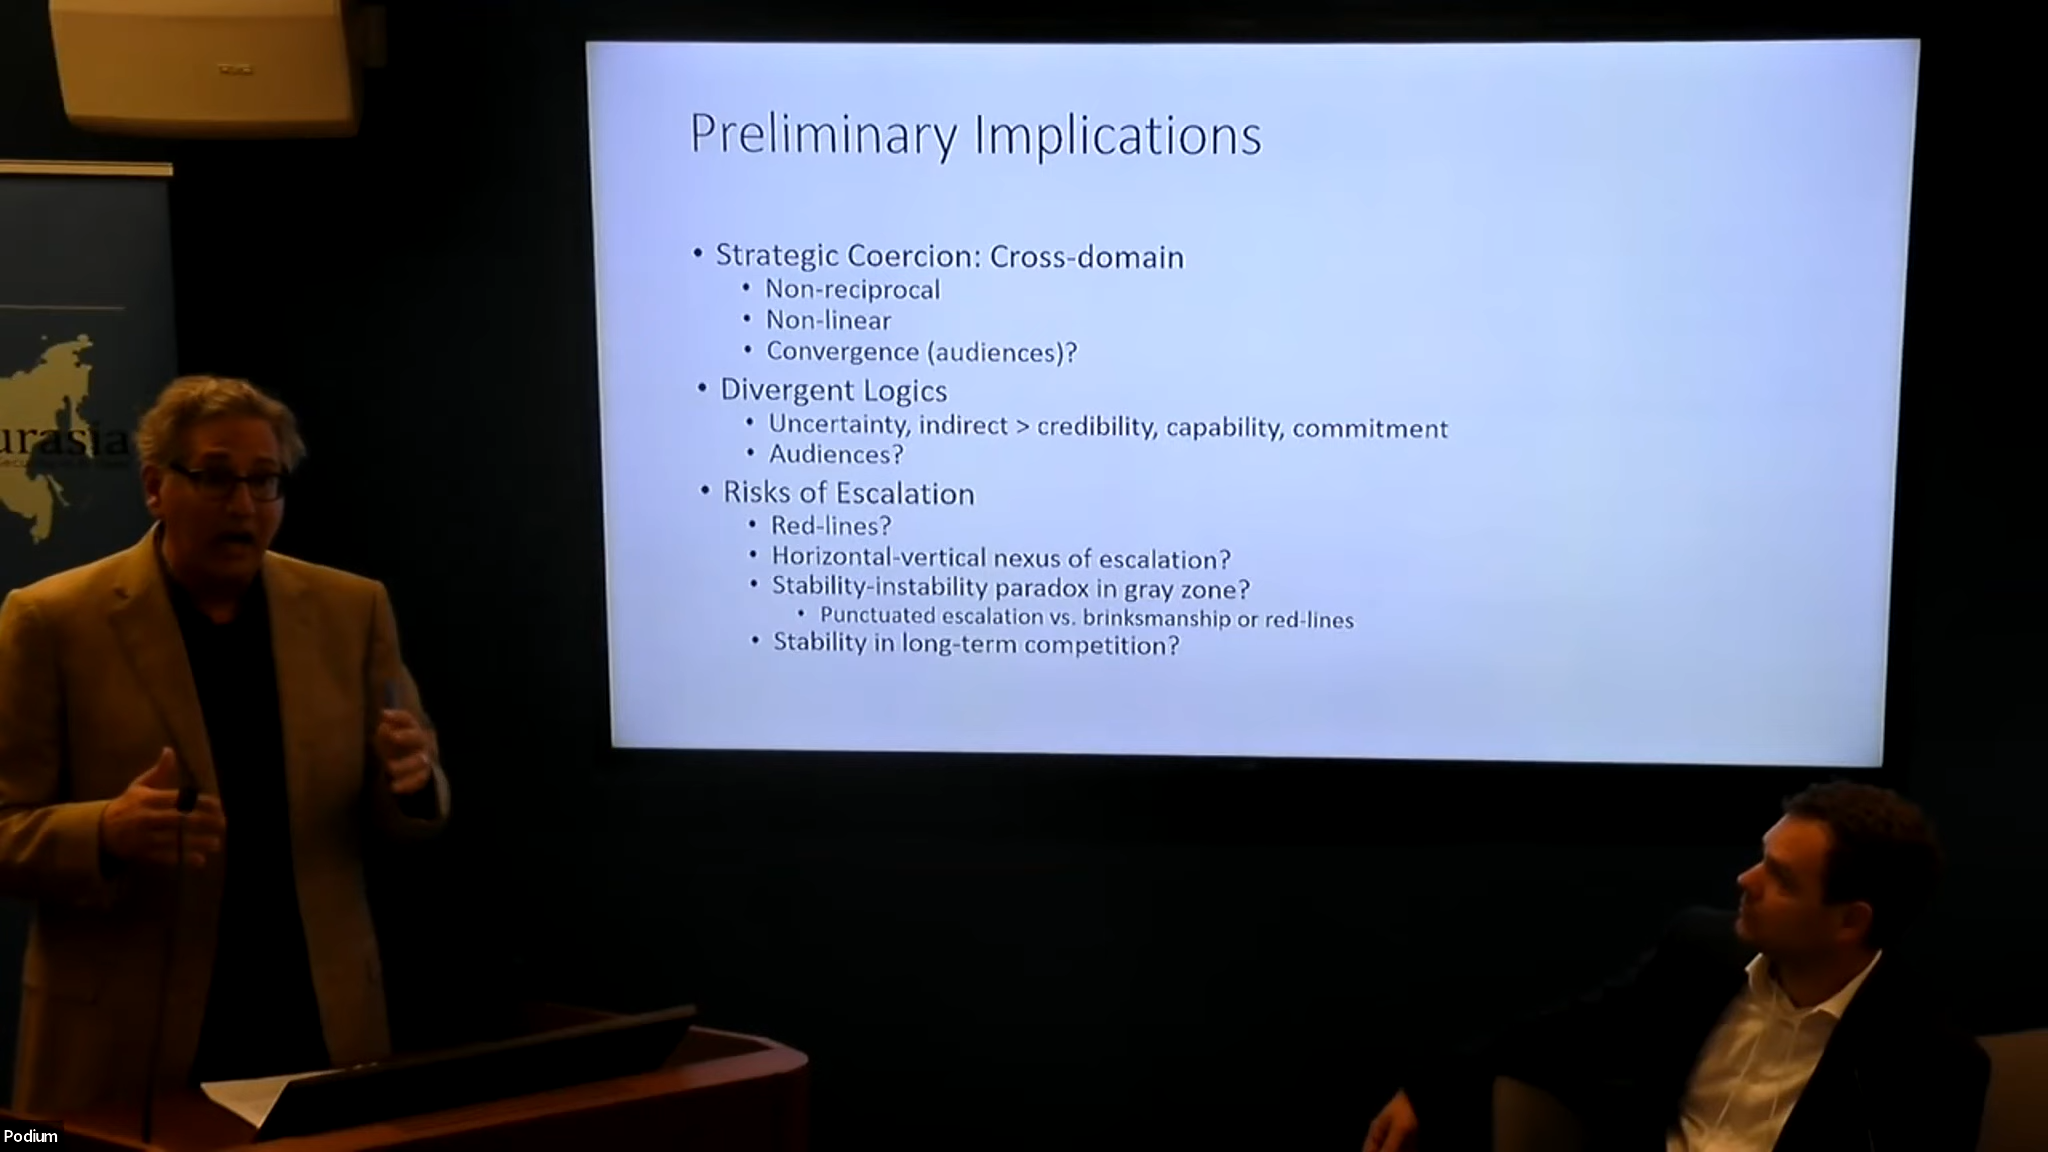 Preliminary Implications
• Strategic Coercion: Cross-domain
• Non-reciprocal
• Non-linear
• Convergence (audiences)?
• Divergent Logics
• Uncertainty, indirect > credibility, capability, commitment
• Audiences?
• Risks of Escalation
• Red-lines?
• Horizontal-vertical nexus of escalation?
• Stability-instability paradox in gray zone?
• Punctuated escalation vs. brinksmanship or red-lines
• Stability in long-term competition?
urasia
Podium